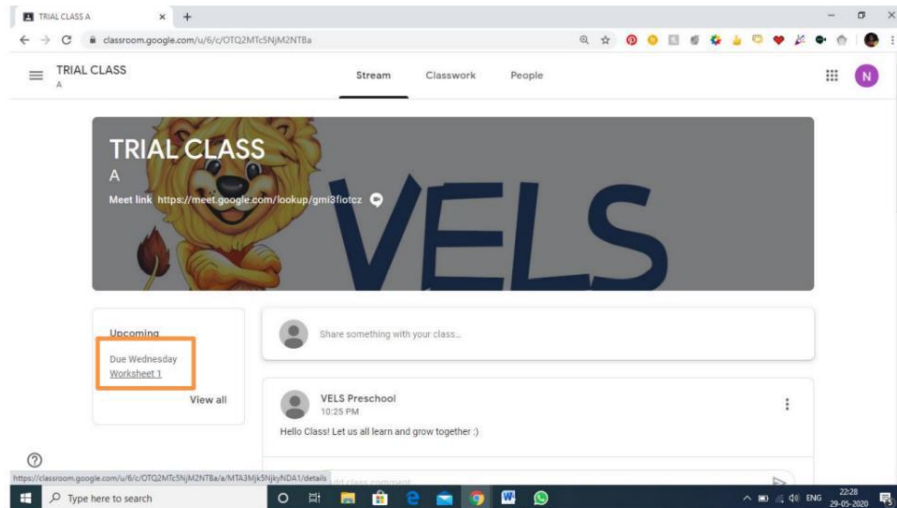 TRIAL CLASS A
classroom.google.com/u/6/c/OTQ2MTc5NjM2NTBa
TRIAL CLASS
A
Stream Classwork People
N
TRIAL CLASS
A
Meet link https://meet.google.com/lookup/gmi3fiotcz
VELS
Upcoming
Due Wednesday
Worksheet 1
View all
Share something with your class...
VELS Preschool
10:25 PM
Hello Class! Let us all learn and grow together :)
Add class comment
https://classroom.google.com/u/6/c/OTQ2MTc5NjM2NTBa/a/MTA3Mjk5NjkyNDA1/details
Type here to search
ENG
22:28
29-05-2020